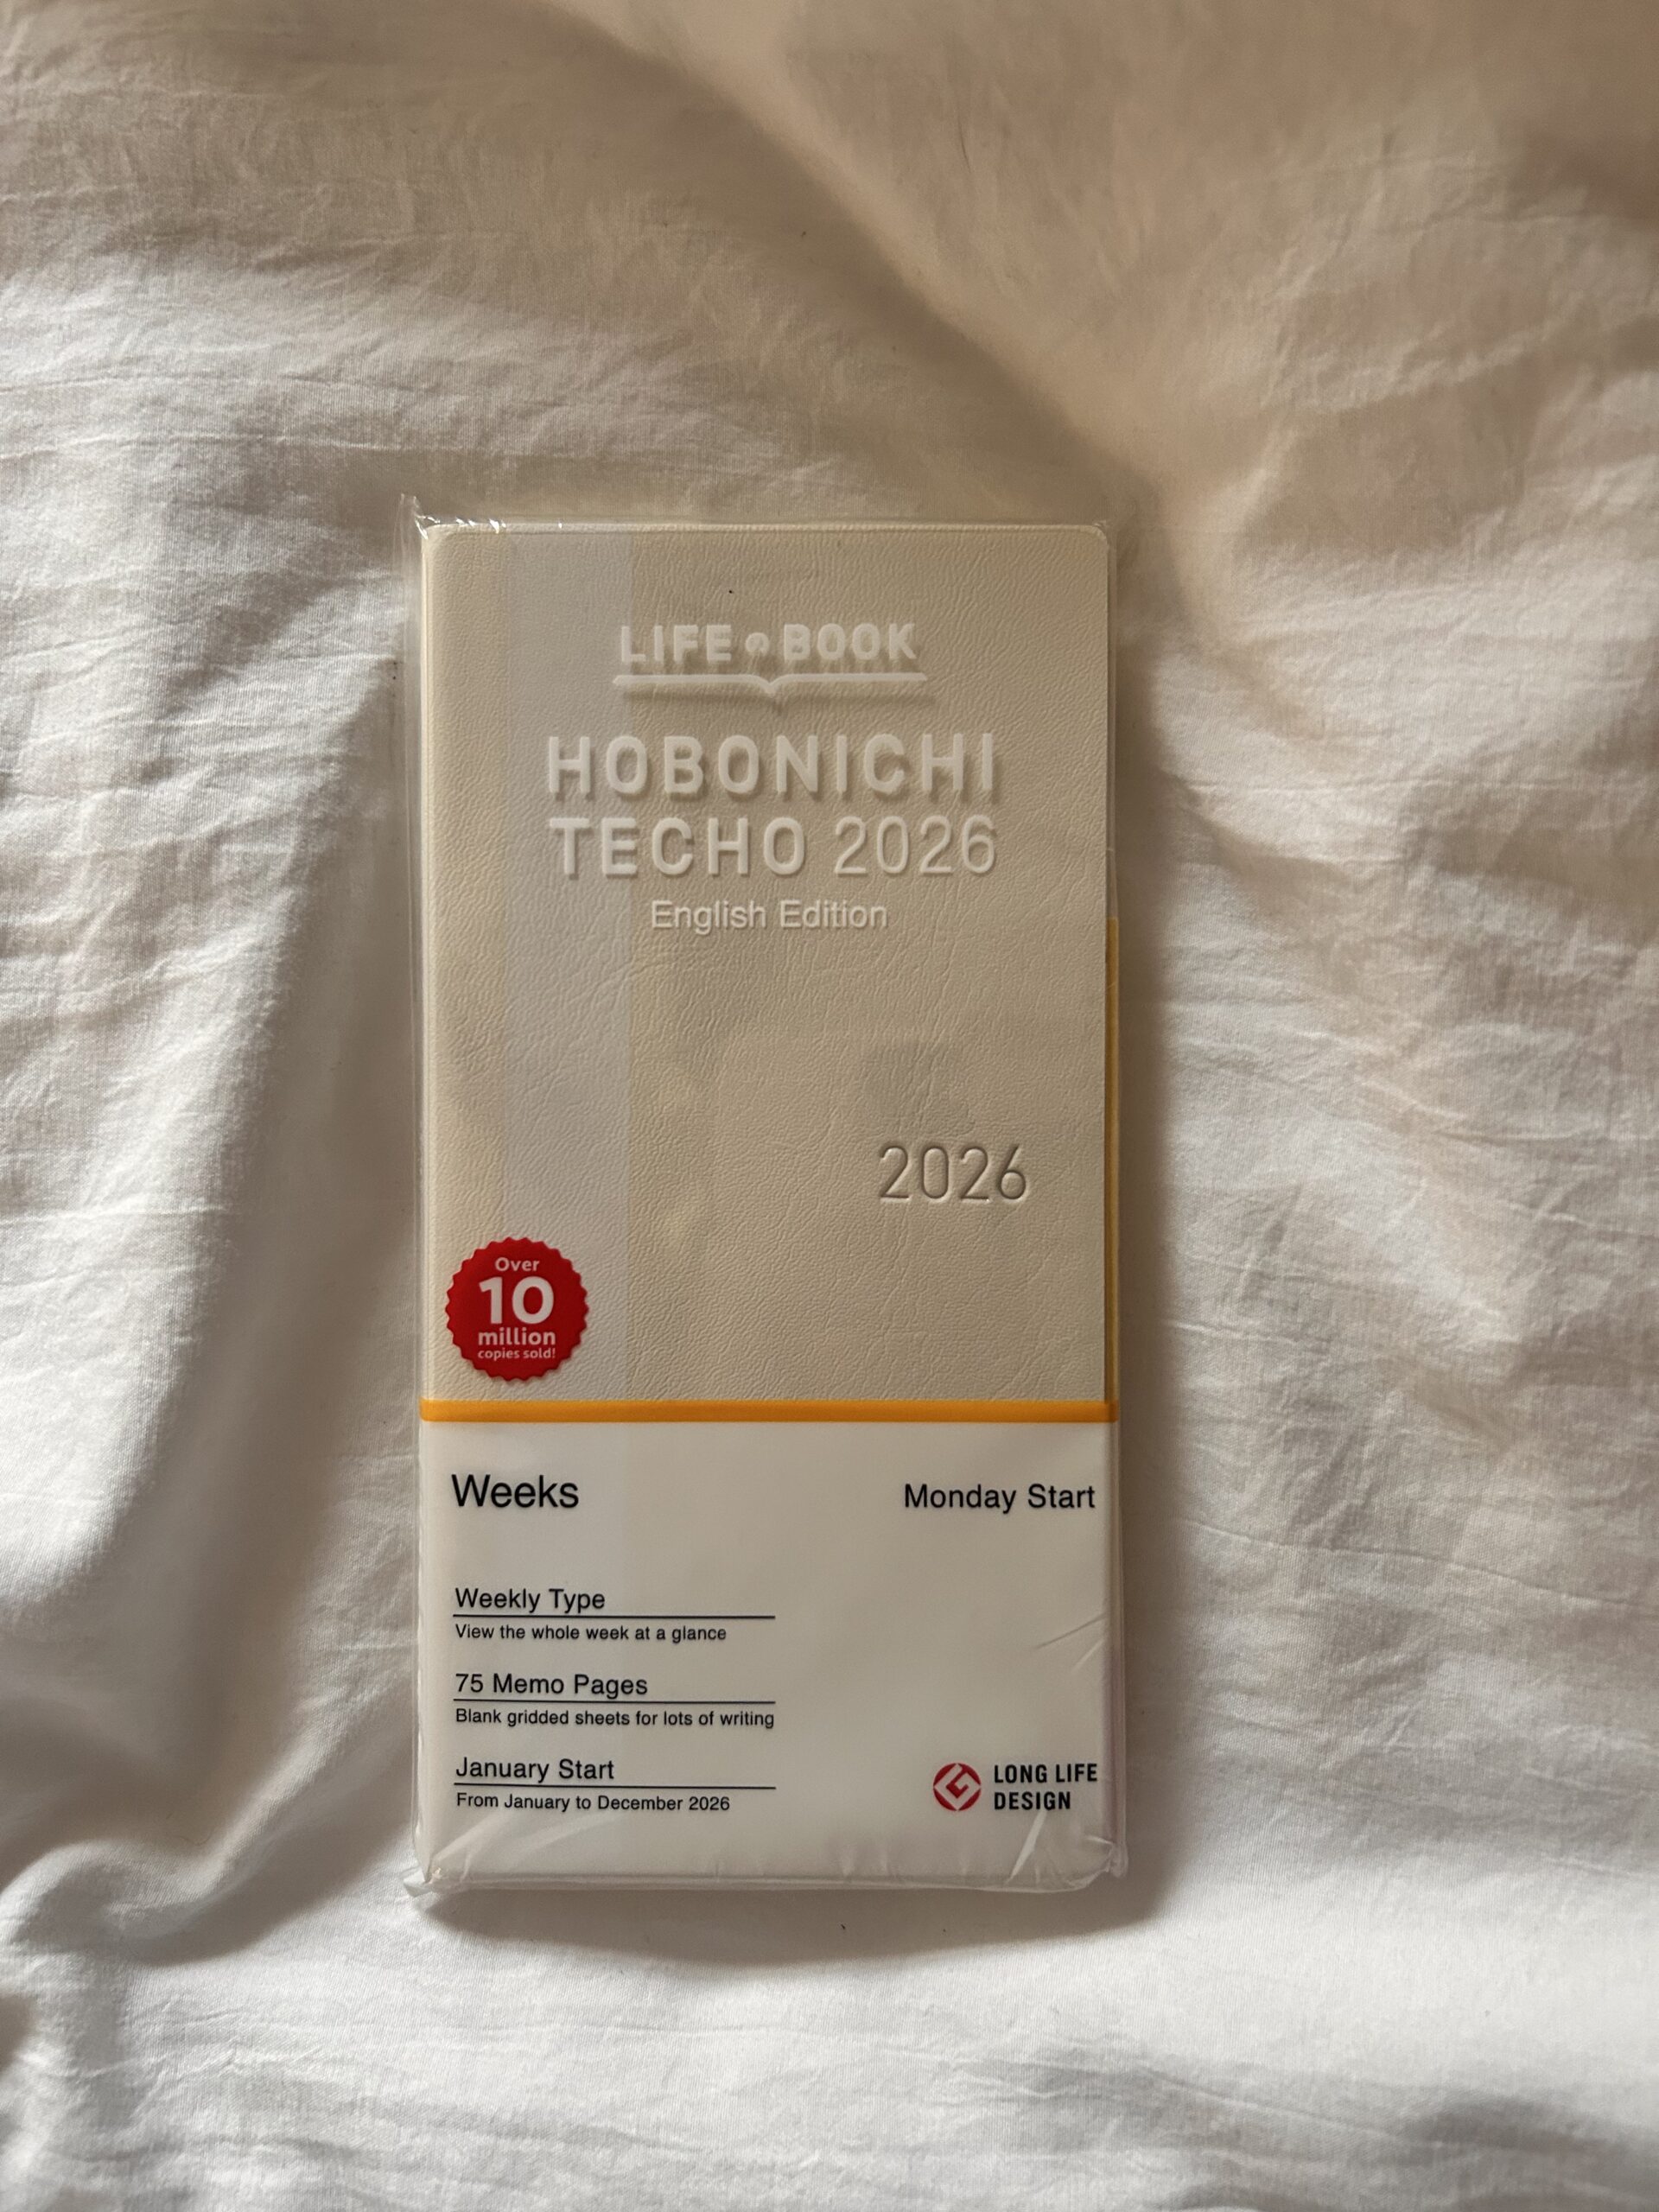 LIFE BOOK
HOBONICHI
TECHO 2026
English Edition
2026
Over
10
million
copies sold!
Weeks
Monday Start
Weekly Type
View the whole week at a glance
75 Memo Pages
Blank gridded sheets for lots of writing
January Start
From January to December 2026
LONG LIFE
DESIGN